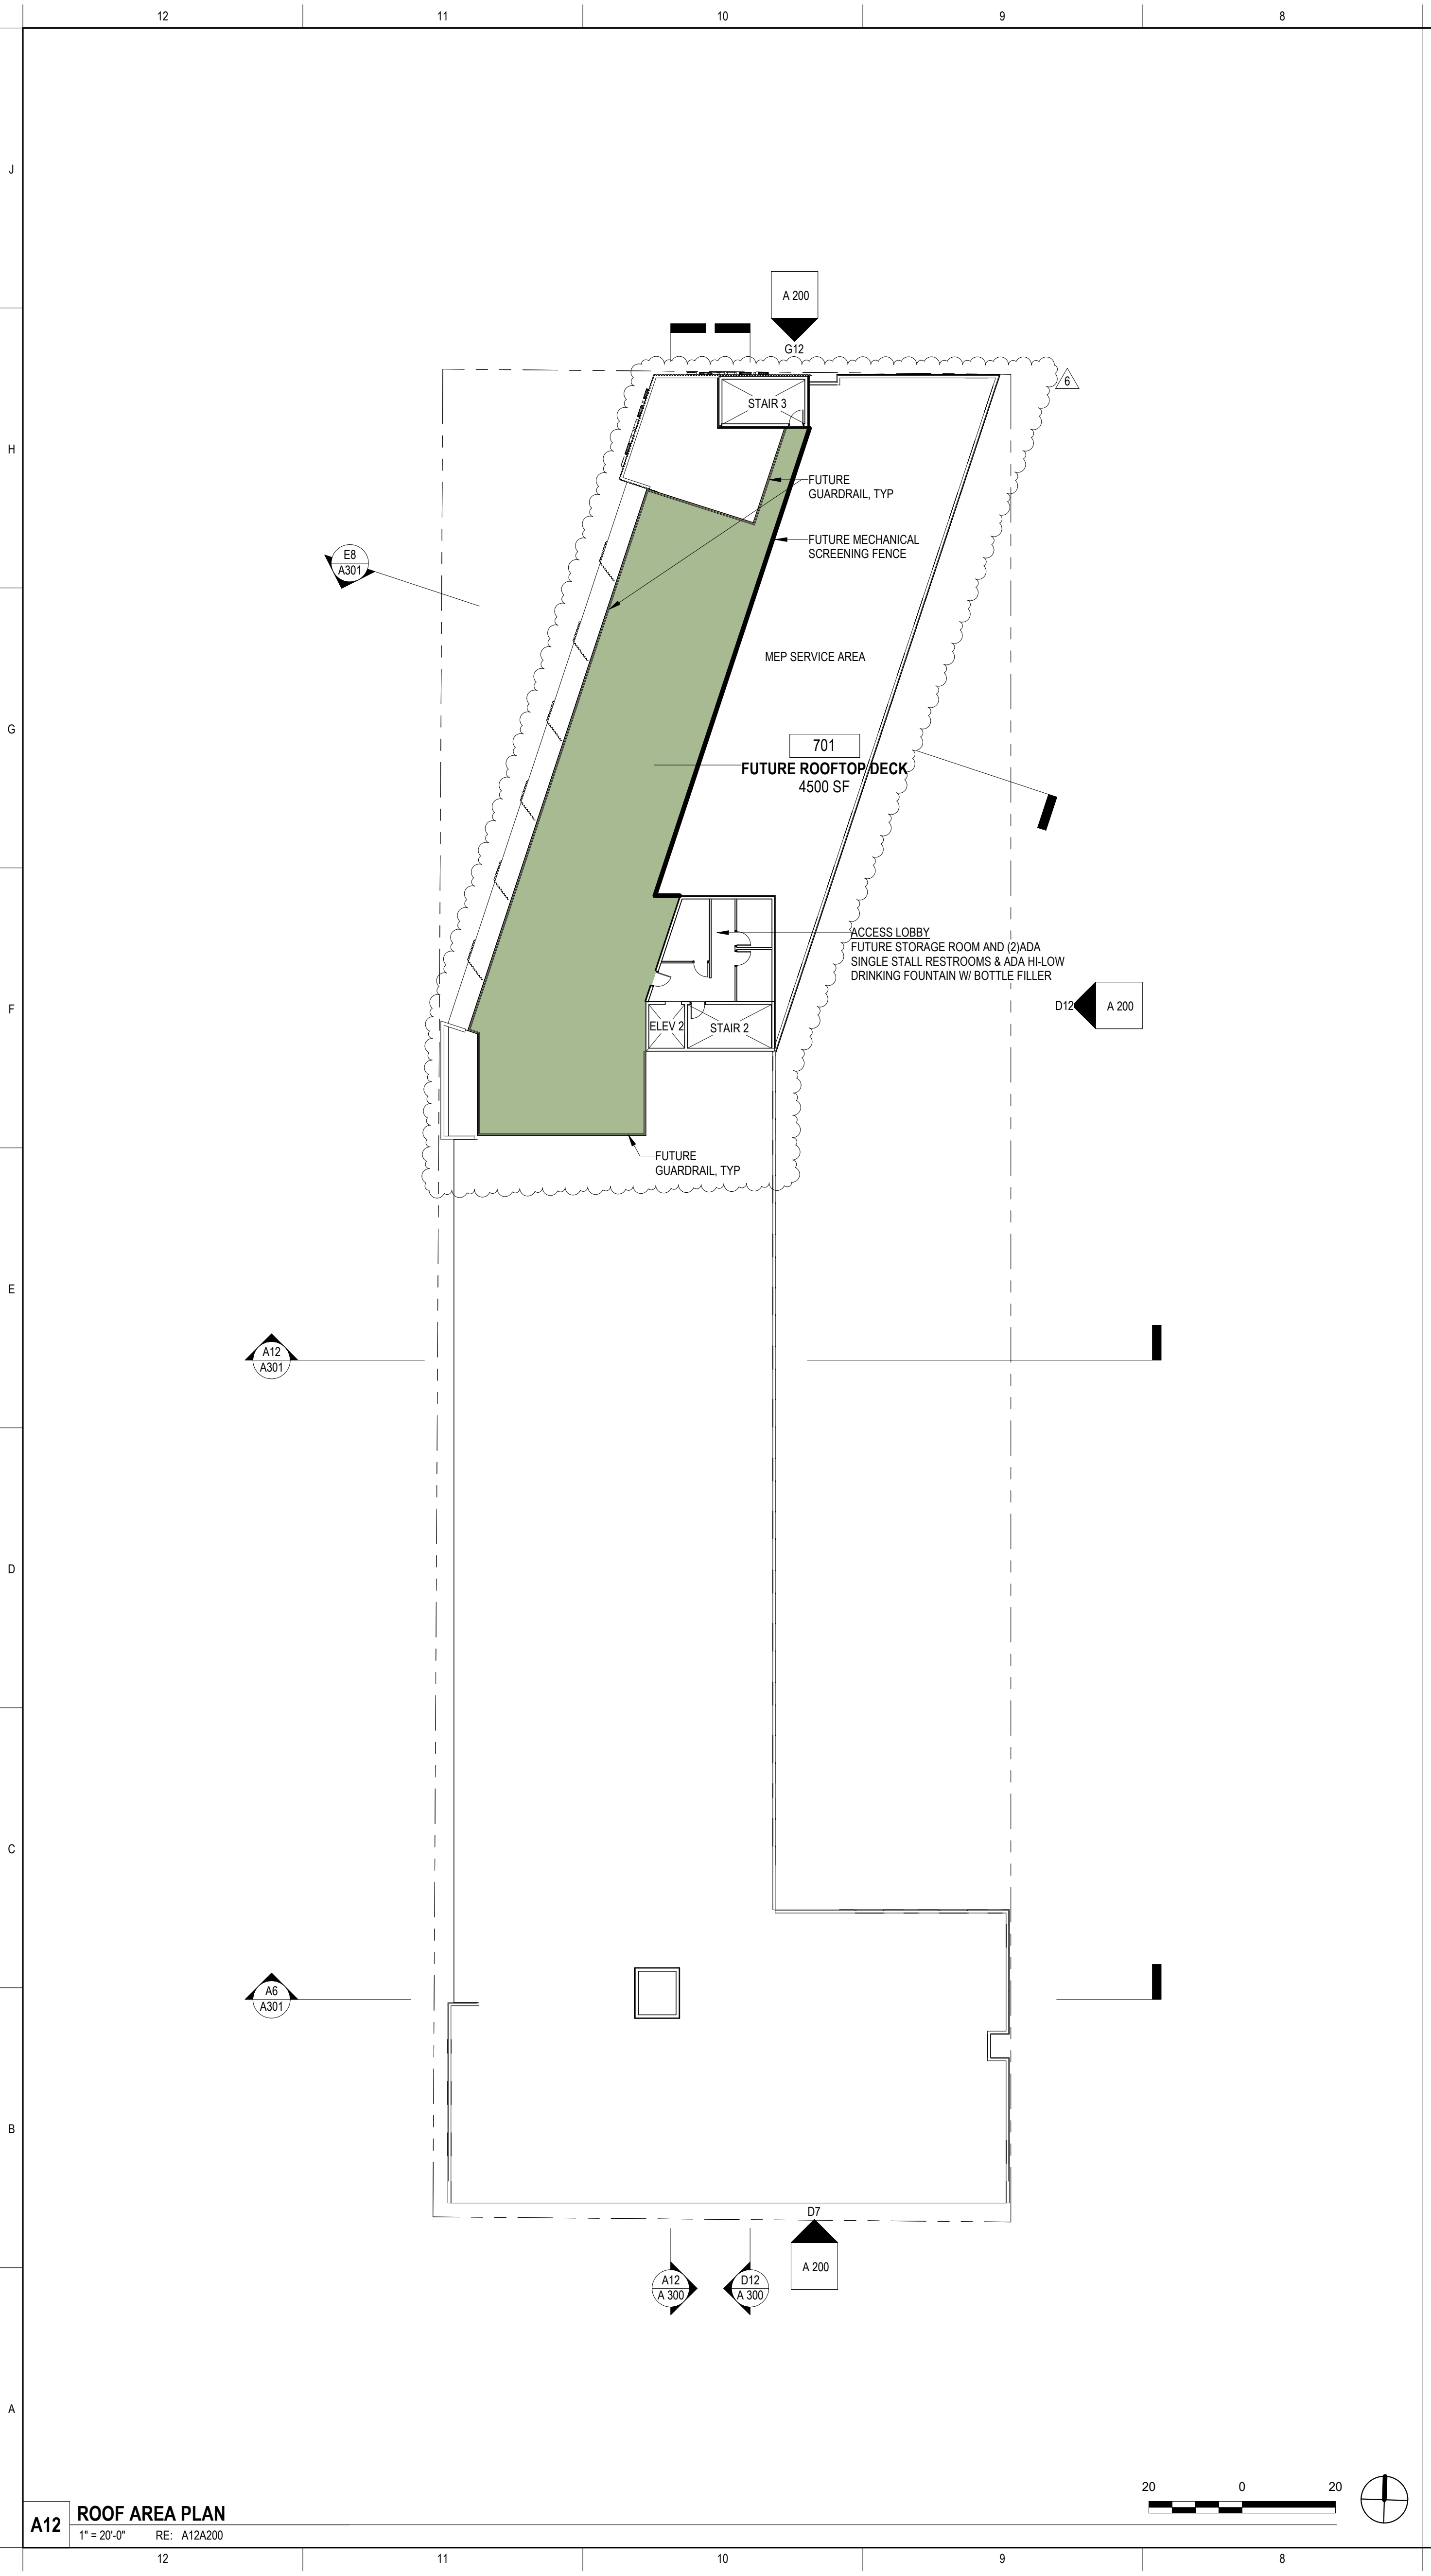 12
11
10
9
8
J
H
G
F
E
D
C
B
A
A 200
G12
6
STAIR 3
FUTURE
GUARDRAIL, TYP
FUTURE MECHANICAL
SCREENING FENCE
E8
A301
MEP SERVICE AREA
701
FUTURE ROOFTOP DECK
4500 SF
ACCESS LOBBY
FUTURE STORAGE ROOM AND (2)ADA
SINGLE STALL RESTROOMS & ADA HI-LOW
DRINKING FOUNTAIN W/ BOTTLE FILLER
D12
A 200
ELEV 2
STAIR 2
FUTURE
GUARDRAIL, TYP
A12
A301
A6
A301
D7
A 200
A12
A 300
D12
A 300
20
0
20
A12
ROOF AREA PLAN
1" = 20'-0"
RE: A12A200
12
11
10
9
8